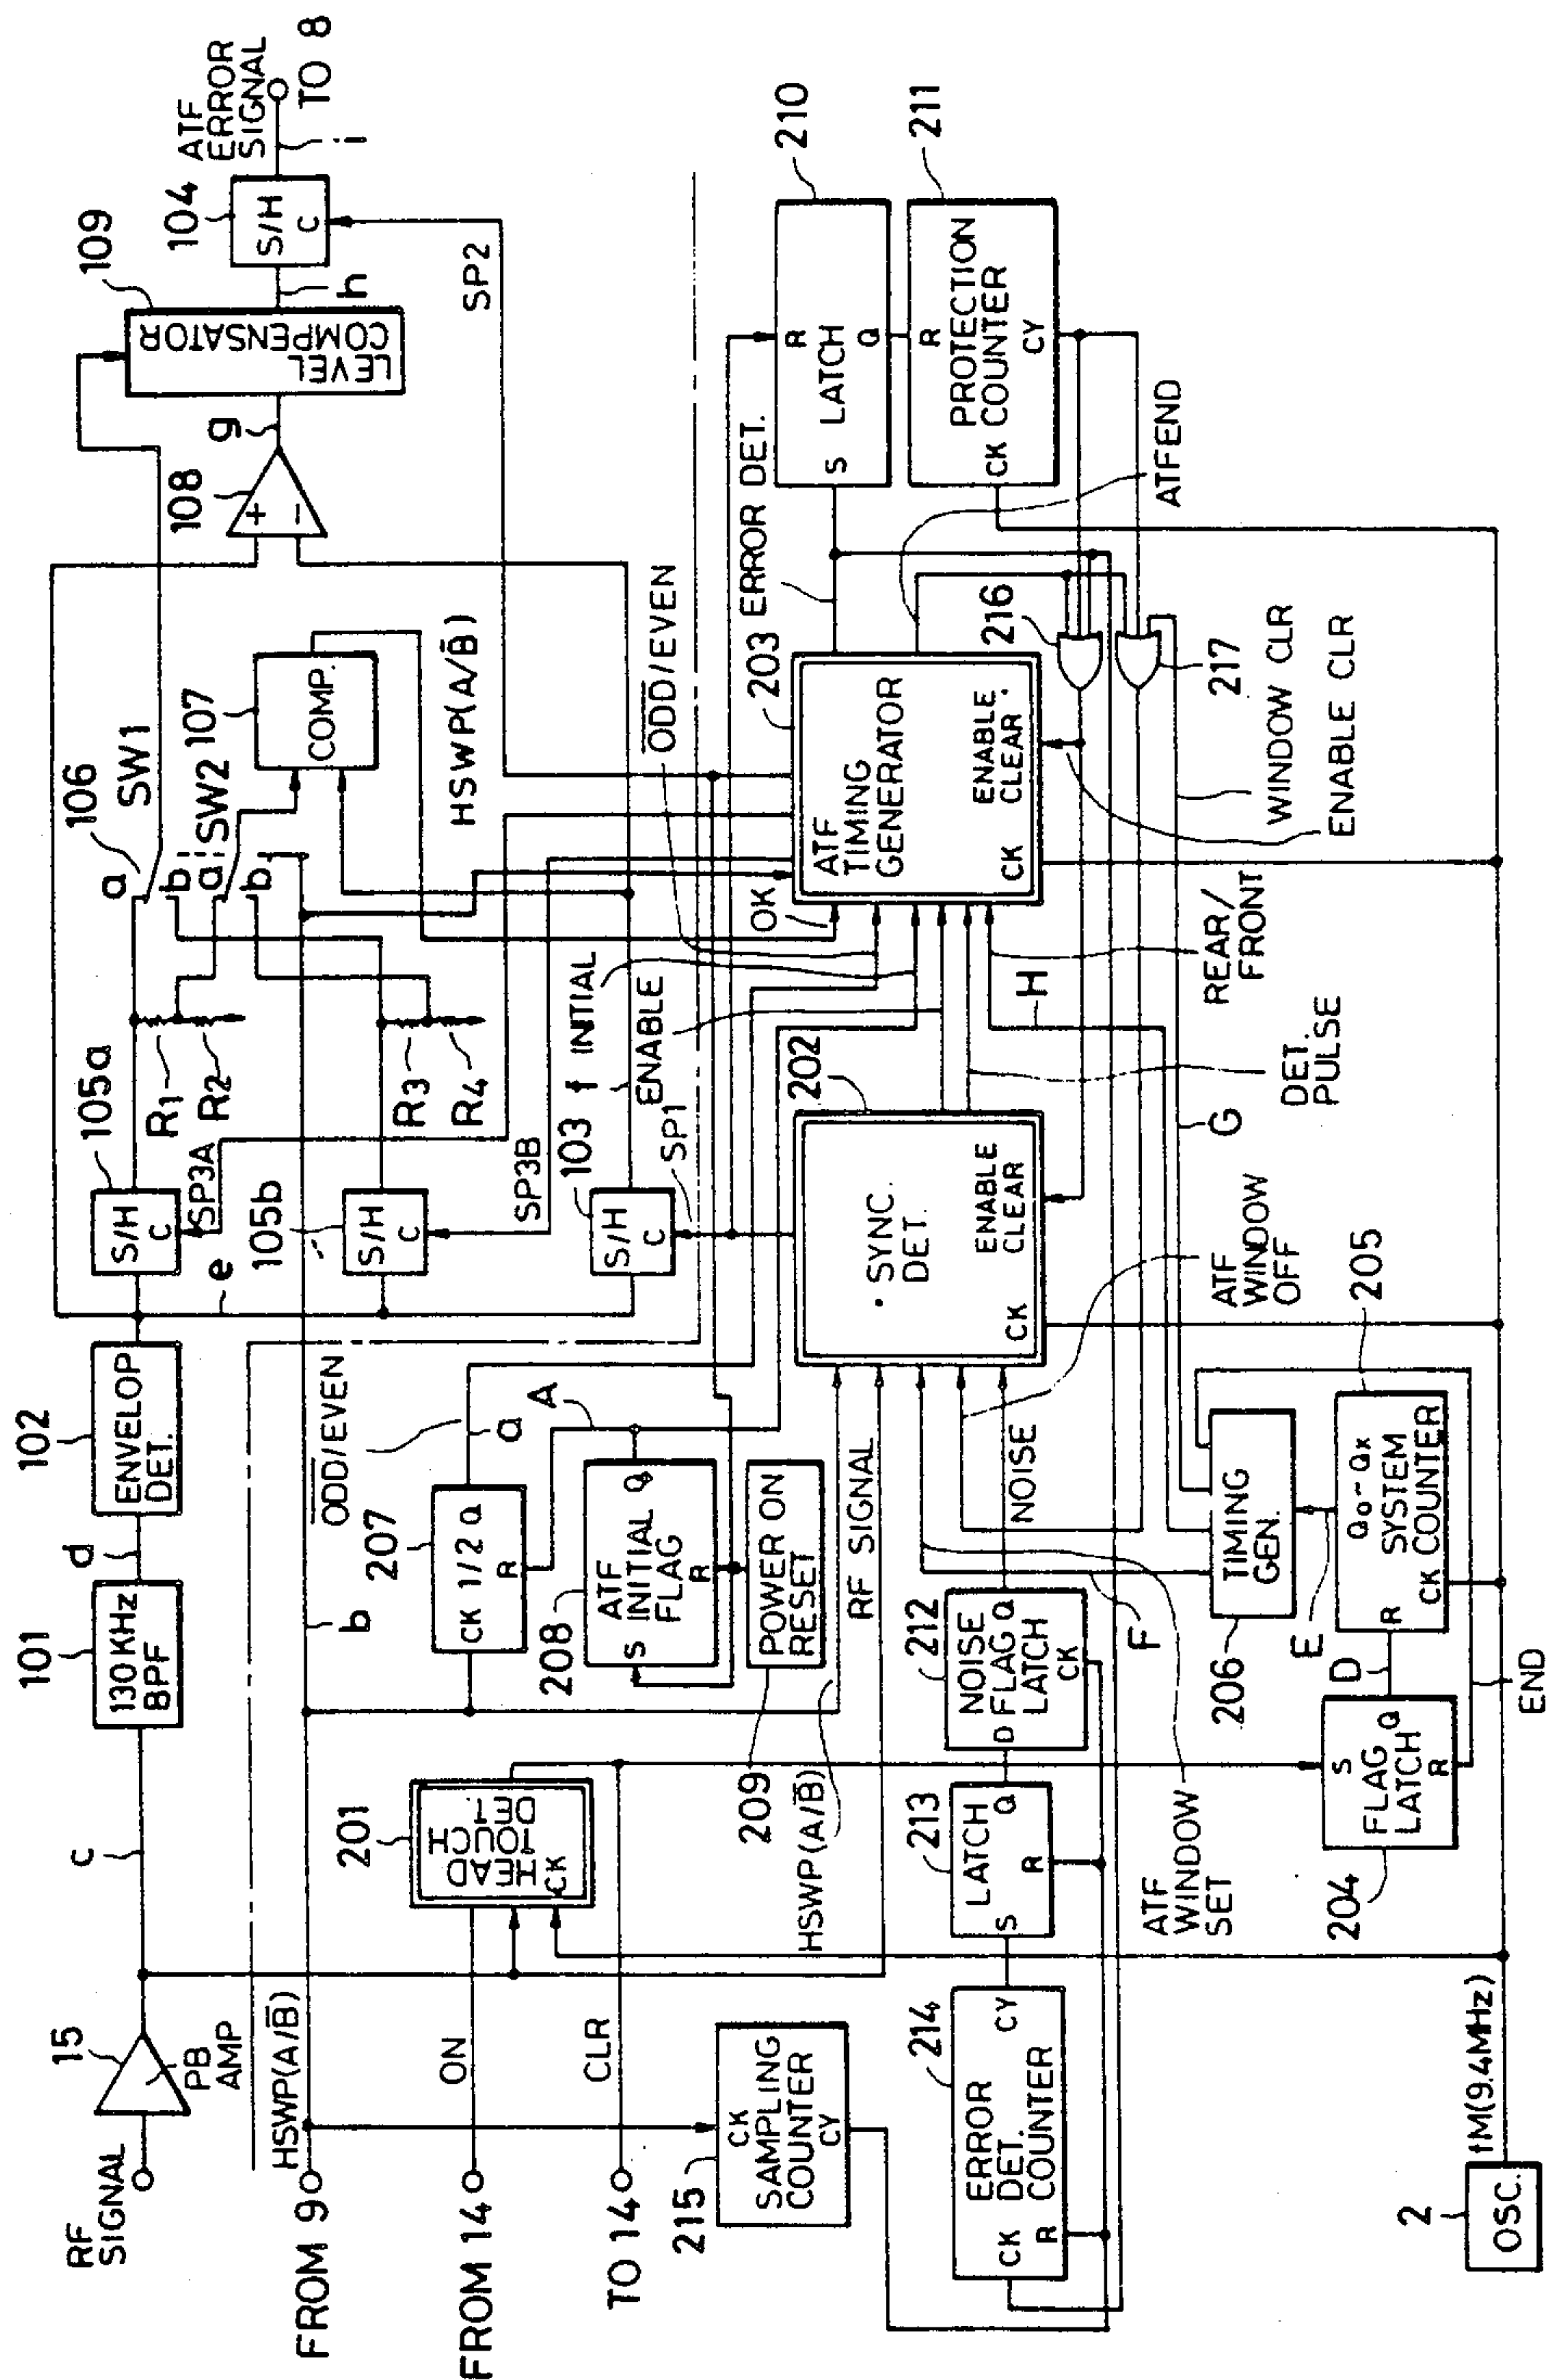 RF
SIGNAL
15
PB
AMP
c
101
130KHz
BPF
d
102
ENVELOP
DET.
e
105a
S/H
C
SP3A
R1
R2
105b
S/H
C
SP3B
R3
R4
103
S/H
C
SP1
f
106
SW1
a
b
SW2
a
b
107
COMP.
108
+
-
g
109
LEVEL
COMPENSATOR
h
104
S/H
C
i
ATF
ERROR
SIGNAL
TO 8
SP2
HSWP(A/B̄)
FROM 9
HSWP(A/B̄)
b
FROM 14
ON
TO 14
CLR
201
HEAD
TOUCH
DET.
CK
207
CK 1/2 Q
R
ODD/EVEN
a
A
208
ATF
INITIAL
FLAG
S
Q
R
209
POWER ON
RESET
HSWP(A/B̄)
RF SIGNAL
INITIAL
ENABLE
ODD/EVEN
OK
202
SYNC.
DET.
ENABLE
CLEAR
CK
203
ATF
TIMING
GENERATOR
ENABLE
CLEAR
CK
ERROR DET.
210
R
S LATCH
Q
211
R
PROTECTION
CK COUNTER
CY
ATFEND
216
217
WINDOW CLR
ENABLE CLR
REAR/
FRONT
H
G
DET.
PULSE
ATF
WINDOW
OFF
215
CK
SAMPLING
COUNTER
CY
214
ERROR
DET.
COUNTER
CK
R
CY
213
LATCH
S
Q
R
212
NOISE
D FLAG Q
LATCH
CK
NOISE
ATF
WINDOW
SET
F
206
TIMING
GEN.
E
205
Q0-Qx
SYSTEM
COUNTER
R
CK
D
204
S
FLAG
LATCH
Q
R
END
2
OSC.
fM(9.4MHz)